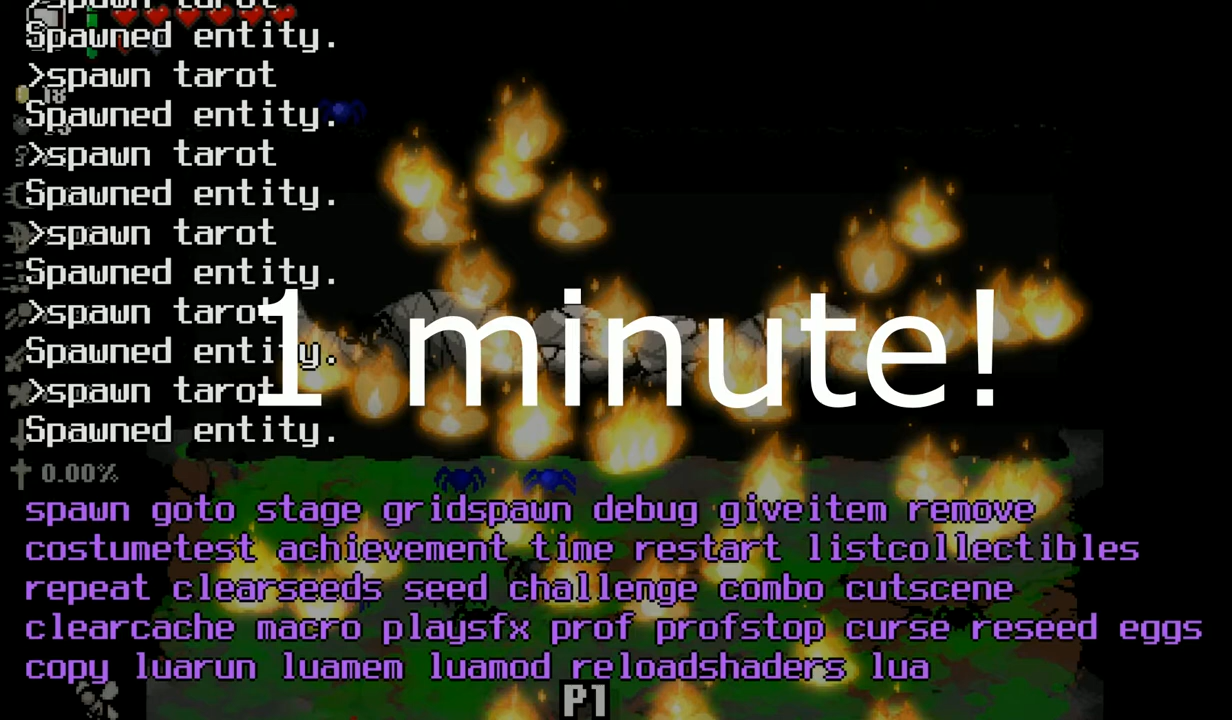 >spawn tarot
Spawned entity.
>spawn tarot
Spawned entity.
>spawn tarot
Spawned entity.
>spawn tarot
Spawned entity.
>spawn tarot
1 minute!
Spawned entity.
>spawn tarot
Spawned entity.
0.00%
spawn goto stage gridspawn debug giveitem remove
costumetest achievement time restart listcollectibles
repeat clearseeds seed challenge combo cutscene
clearcache macro playsfx prof profstop curse reseed eggs
copy luarun luamem luamod reloadshaders lua
P1